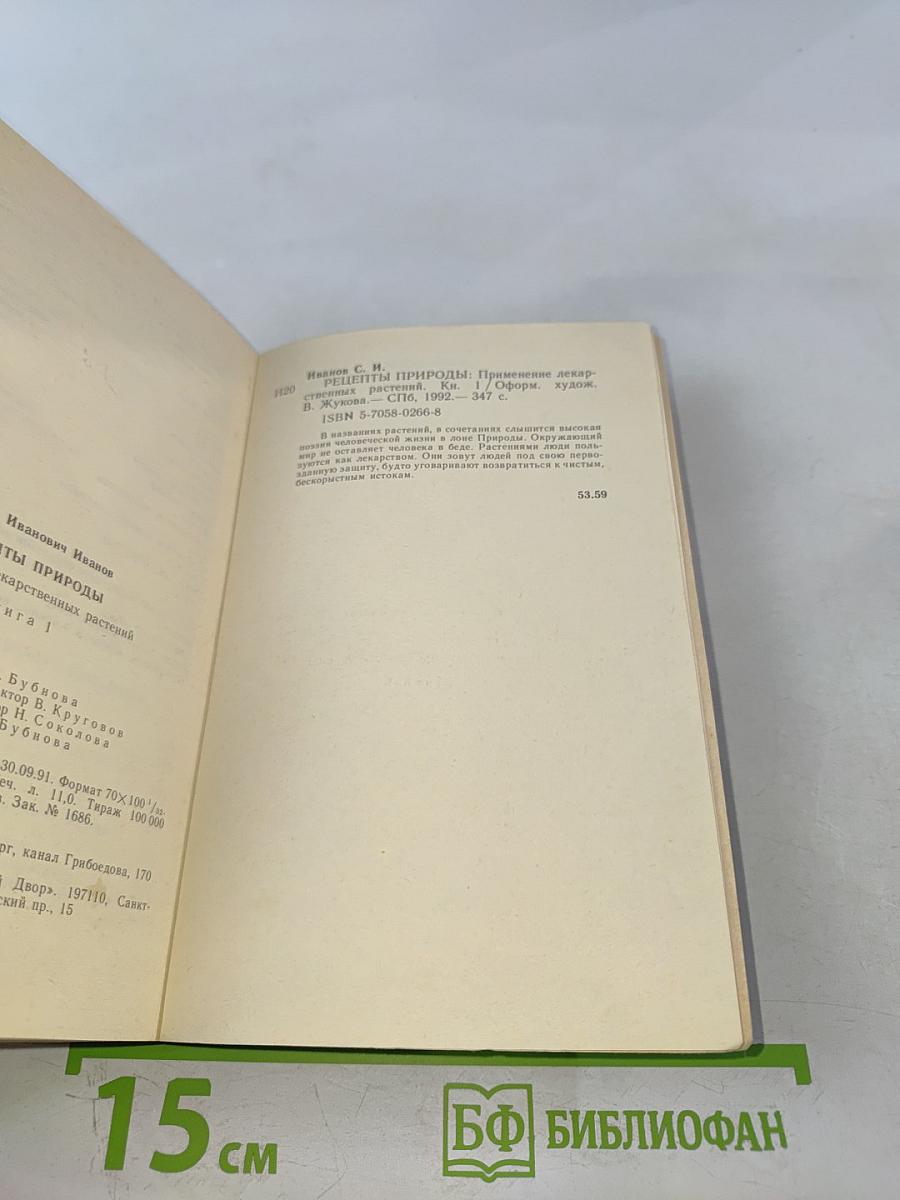 Иванович Иванов
ПТЫ ПРИРОДЫ
карственных растений
ига 1
Бубнова
ктор В. Круговов
ор Н. Соколова
Бубнова
30.09.91. Формат 70×100 1/32.
еч. л. 11,0. Тираж 100 000
Зак. № 1686.
рг, канал Грибоедова, 170
й Двор». 197110, Санкт-
ский пр., 15
Иванов С. И.
И20 РЕЦЕПТЫ ПРИРОДЫ: Применение лекар-
ственных растений. Кн. 1 / Оформ. худож.
В. Жукова.— СПб, 1992.— 347 с.
ISBN 5-7058-0266-8
В названиях растений, в сочетаниях слышится высокая
поэзия человеческой жизни в лоне Природы. Окружающий
мир не оставляет человека в беде. Растениями люди поль-
зуются как лекарством. Они зовут людей под свою перво-
зданную защиту, будто уговаривают возвратиться к чистым,
бескорыстным истокам.
53.59
15 см
БФ БИБЛИОФАН